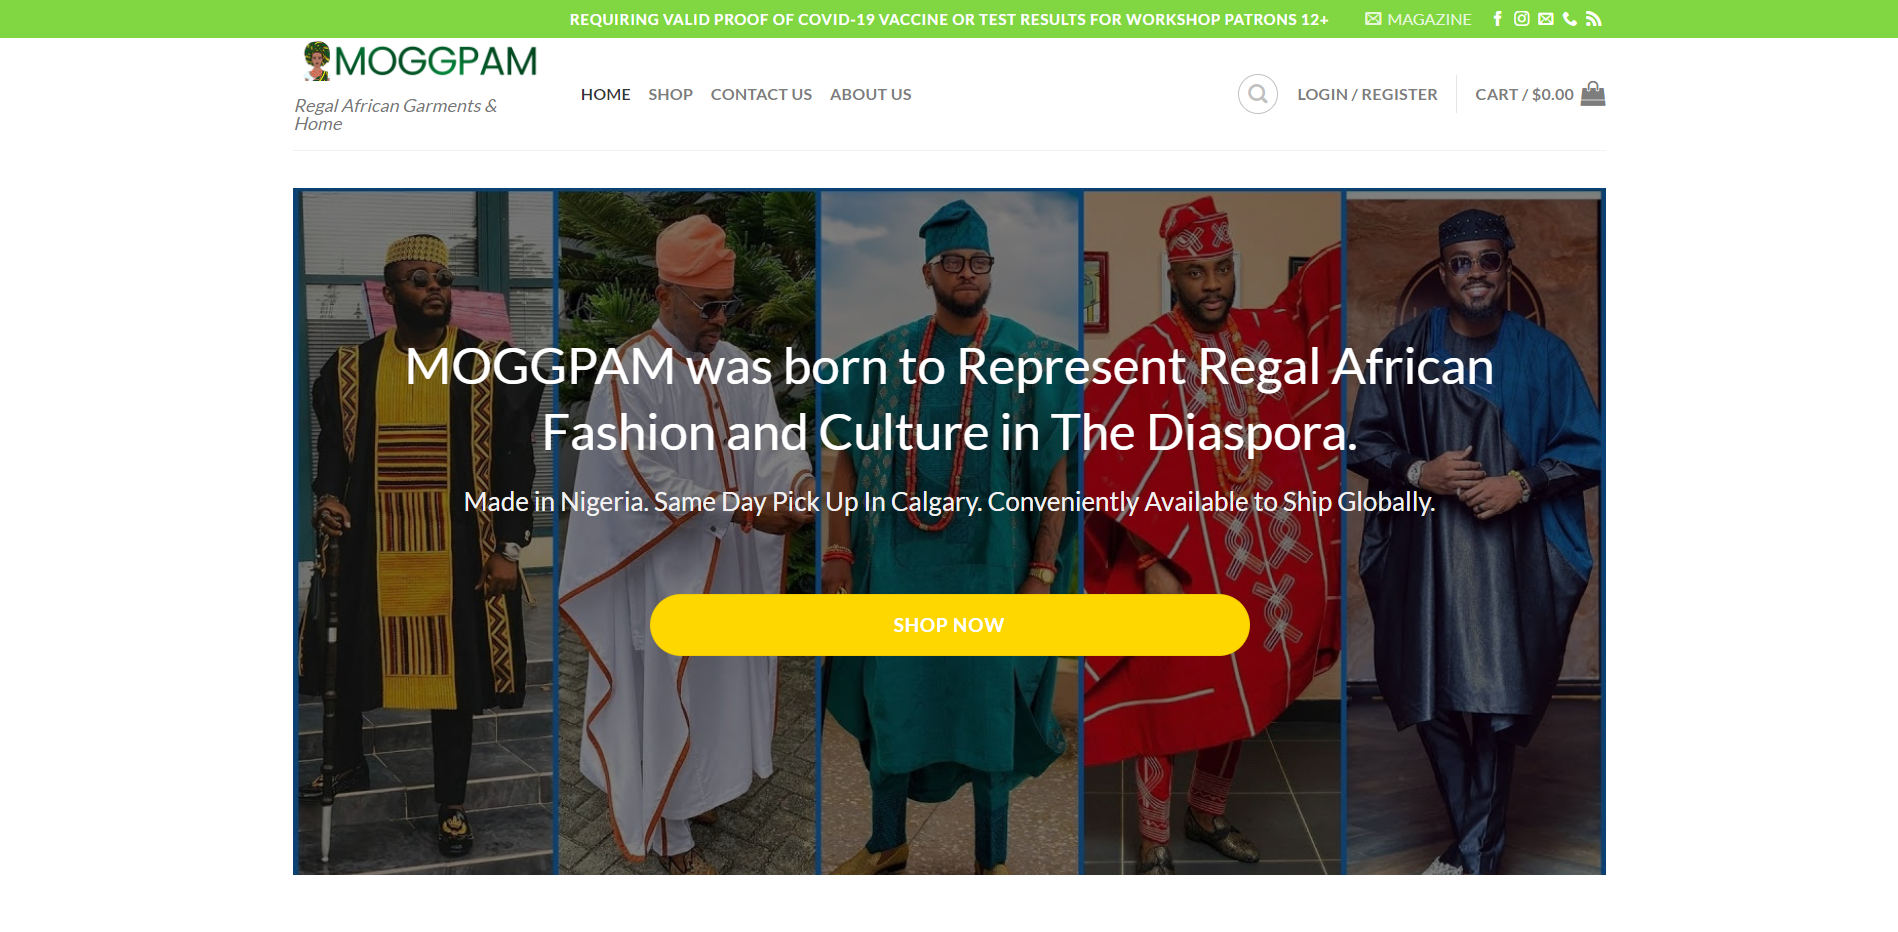 REQUIRING VALID PROOF OF COVID-19 VACCINE OR TEST RESULTS FOR WORKSHOP PATRONS 12+
MAGAZINE
MOGGPAM
Regal African Garments &
Home
HOME
SHOP
CONTACT US
ABOUT US
LOGIN / REGISTER
CART / $0.00
MOGGPAM was born to Represent Regal African
Fashion and Culture in The Diaspora.
Made in Nigeria. Same Day Pick Up In Calgary. Conveniently Available to Ship Globally.
SHOP NOW